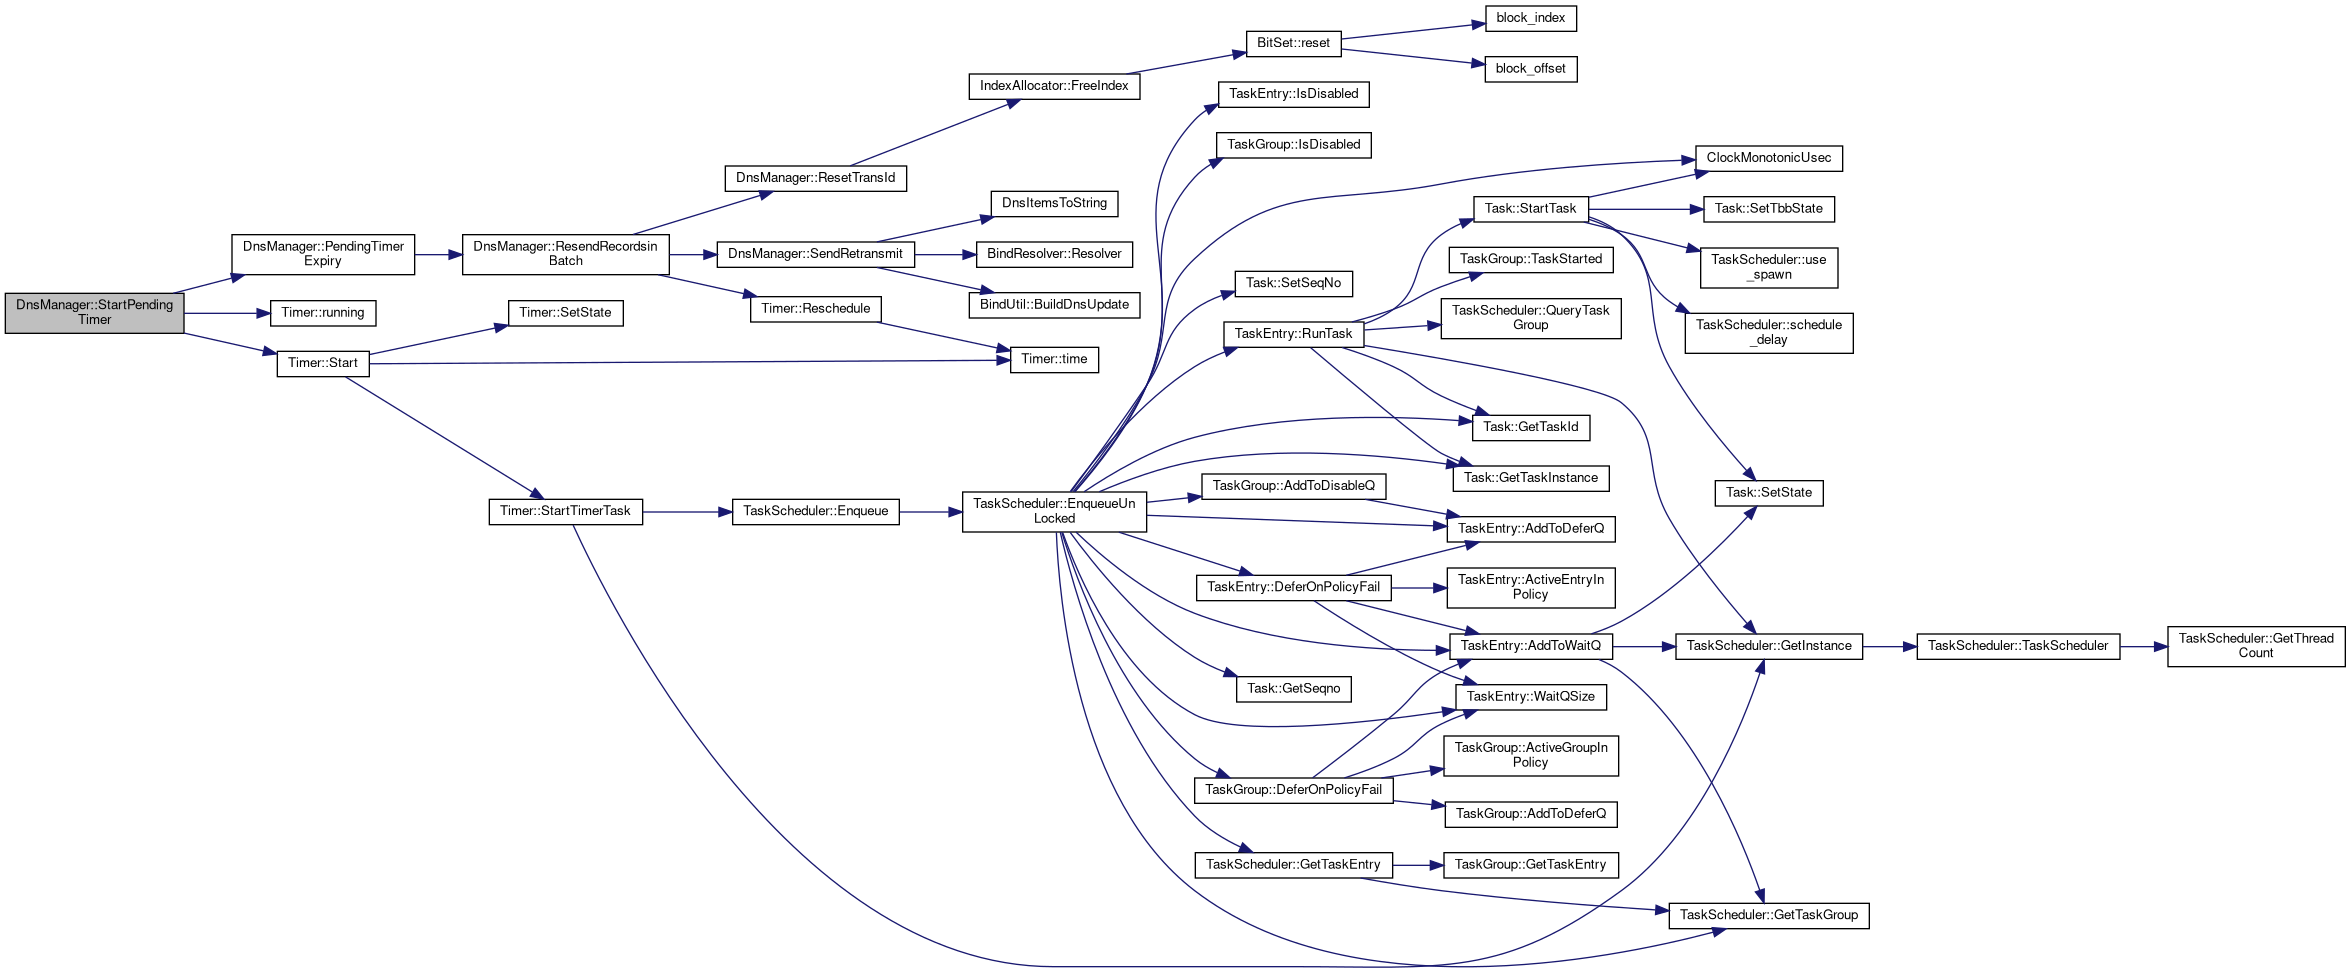 DnsManager::StartPending
Timer
DnsManager::PendingTimer
Expiry
Timer::running
Timer::Start
DnsManager::ResendRecordsin
Batch
Timer::SetState
Timer::StartTimerTask
DnsManager::ResetTransId
DnsManager::SendRetransmit
Timer::Reschedule
TaskScheduler::Enqueue
IndexAllocator::FreeIndex
DnsItemsToString
BindResolver::Resolver
BindUtil::BuildDnsUpdate
Timer::time
TaskScheduler::EnqueueUn
Locked
BitSet::reset
TaskEntry::IsDisabled
TaskGroup::IsDisabled
Task::SetSeqNo
TaskEntry::RunTask
TaskGroup::AddToDisableQ
TaskEntry::DeferOnPolicyFail
Task::GetSeqno
TaskGroup::DeferOnPolicyFail
TaskScheduler::GetTaskEntry
block_index
block_offset
Task::StartTask
TaskGroup::TaskStarted
TaskScheduler::QueryTask
Group
Task::GetTaskId
Task::GetTaskInstance
TaskEntry::AddToDeferQ
TaskEntry::ActiveEntryIn
Policy
TaskEntry::AddToWaitQ
TaskEntry::WaitQSize
TaskGroup::ActiveGroupIn
Policy
TaskGroup::AddToDeferQ
TaskGroup::GetTaskEntry
ClockMonotonicUsec
Task::SetTbbState
TaskScheduler::use
_spawn
TaskScheduler::schedule
_delay
Task::SetState
TaskScheduler::GetInstance
TaskScheduler::GetTaskGroup
TaskScheduler::TaskScheduler
TaskScheduler::GetThread
Count